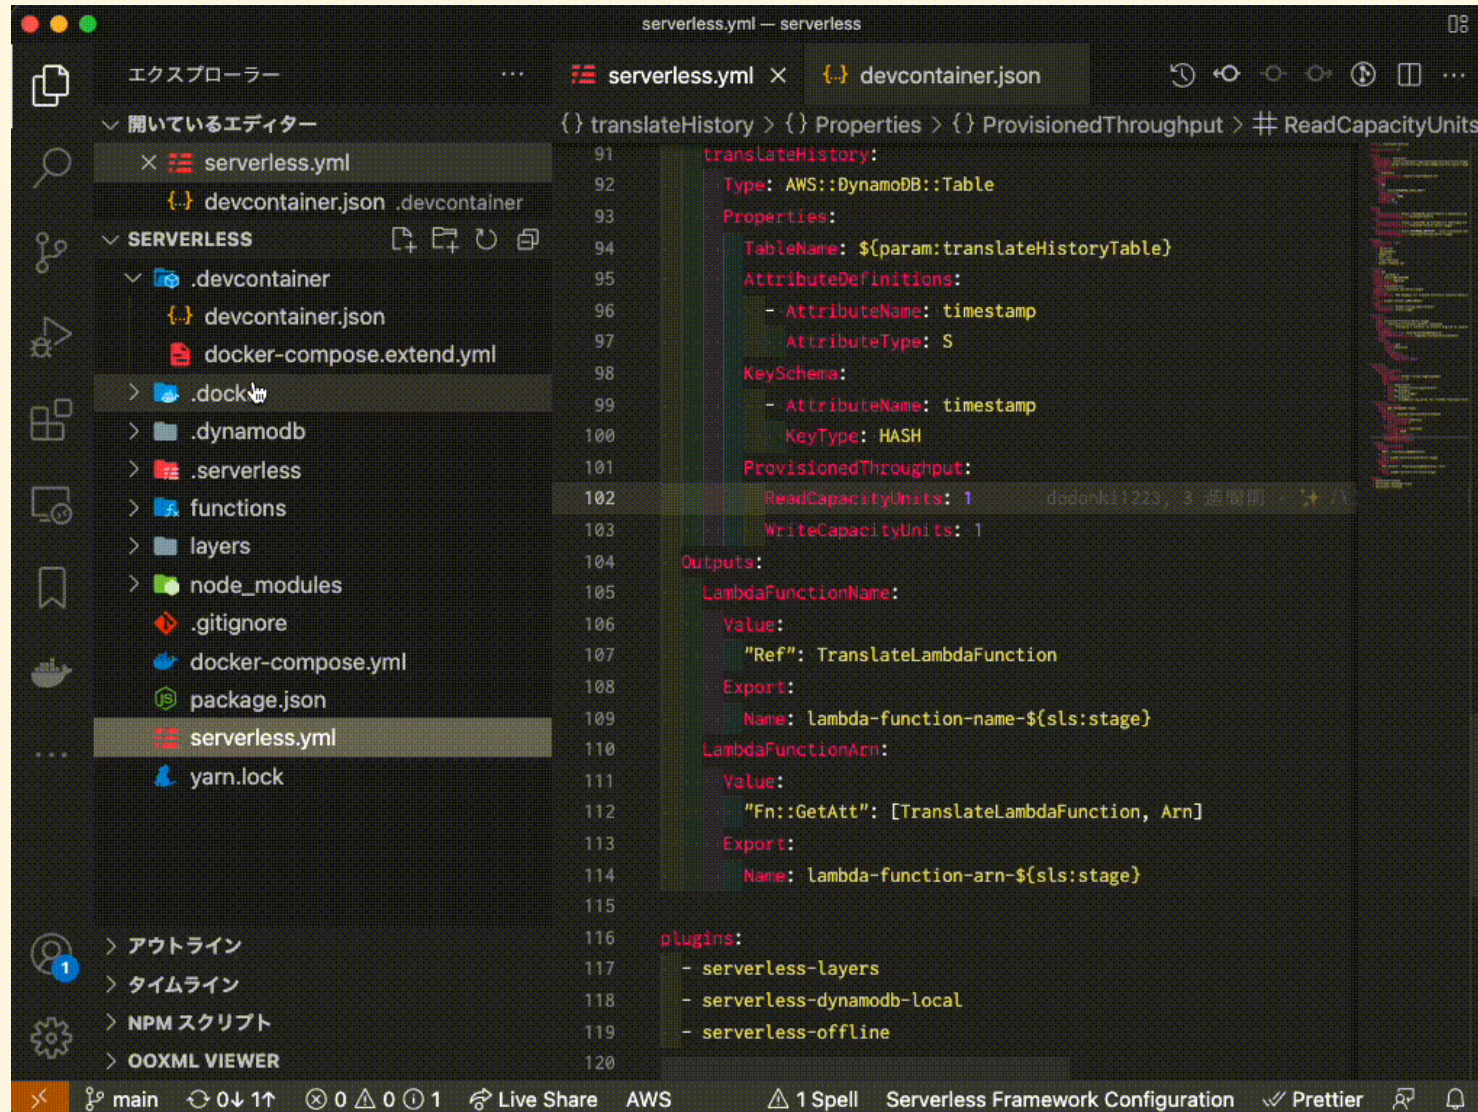 serverless.yml — serverless
エクスプローラー
serverless.yml
devcontainer.json
開いているエディター
translateHistory > {} Properties > {} ProvisionedThroughput > ReadCapacityUnits
serverless.yml
devcontainer.json .devcontainer
SERVERLESS
.devcontainer
devcontainer.json
docker-compose.extend.yml
.dock
.dynamodb
.serverless
functions
layers
node_modules
.gitignore
docker-compose.yml
package.json
serverless.yml
yarn.lock
アウトライン
タイムライン
NPM スクリプト
OOXML VIEWER
91 translateHistory:
92 Type: AWS::DynamoDB::Table
93 Properties:
94 TableName: ${param:translateHistoryTable}
95 AttributeDefinitions:
96 - AttributeName: timestamp
97 AttributeType: S
98 KeySchema:
99 - AttributeName: timestamp
100 KeyType: HASH
101 ProvisionedThroughput:
102 ReadCapacityUnits: 1 dodonki1223, 3 週間前
103 WriteCapacityUnits: 1
104 Outputs:
105 LambdaFunctionName:
106 Value:
107 "Ref": TranslateLambdaFunction
108 Export:
109 Name: lambda-function-name-${sls:stage}
110 LambdaFunctionArn:
111 Value:
112 "Fn::GetAtt": [TranslateLambdaFunction, Arn]
113 Export:
114 Name: lambda-function-arn-${sls:stage}
115
116 plugins:
117 - serverless-layers
118 - serverless-dynamodb-local
119 - serverless-offline
120
1
main 0↓ 1↑ 0 0 1 Live Share AWS 1 Spell Serverless Framework Configuration Prettier